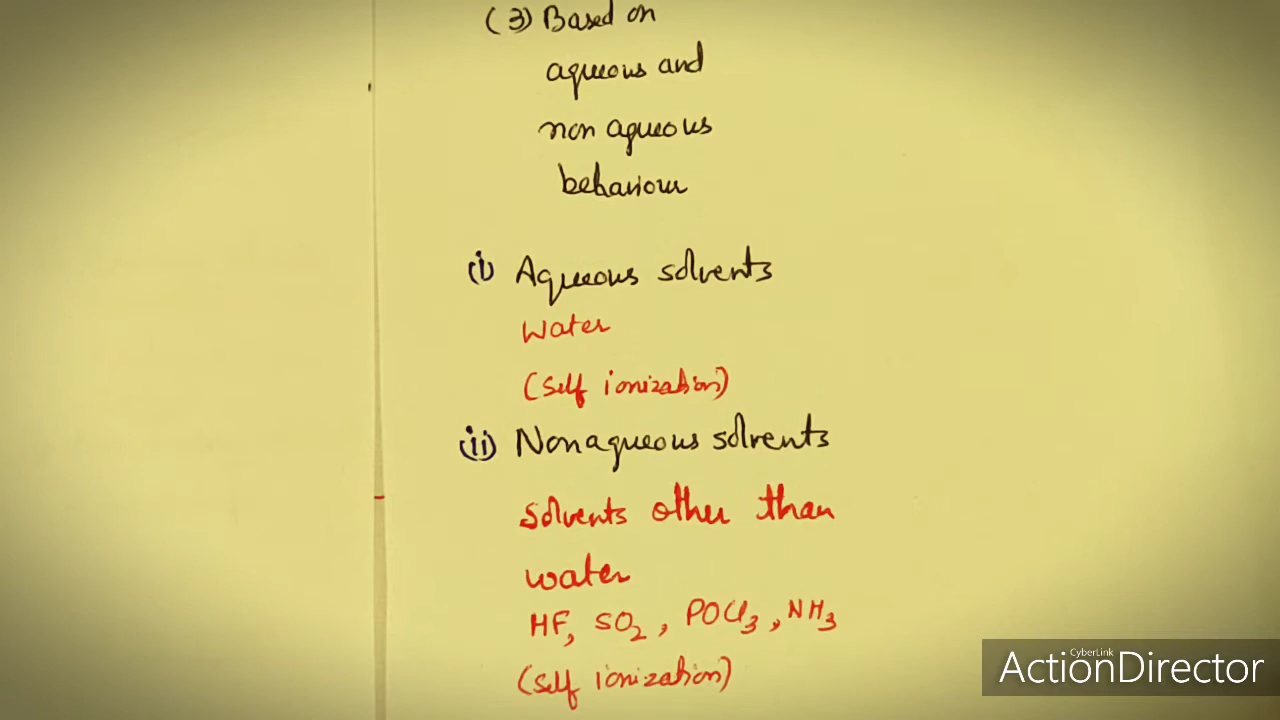 (3) Based on
aqueous and
non aqueous
behaviour
(i) Aqueous solvents
Water
(self ionization)
(ii) Nonaqueous solvents
solvents other than
water
HF, SO₂, POCl₃, NH₃
(self ionization)
CyberLink
ActionDirector